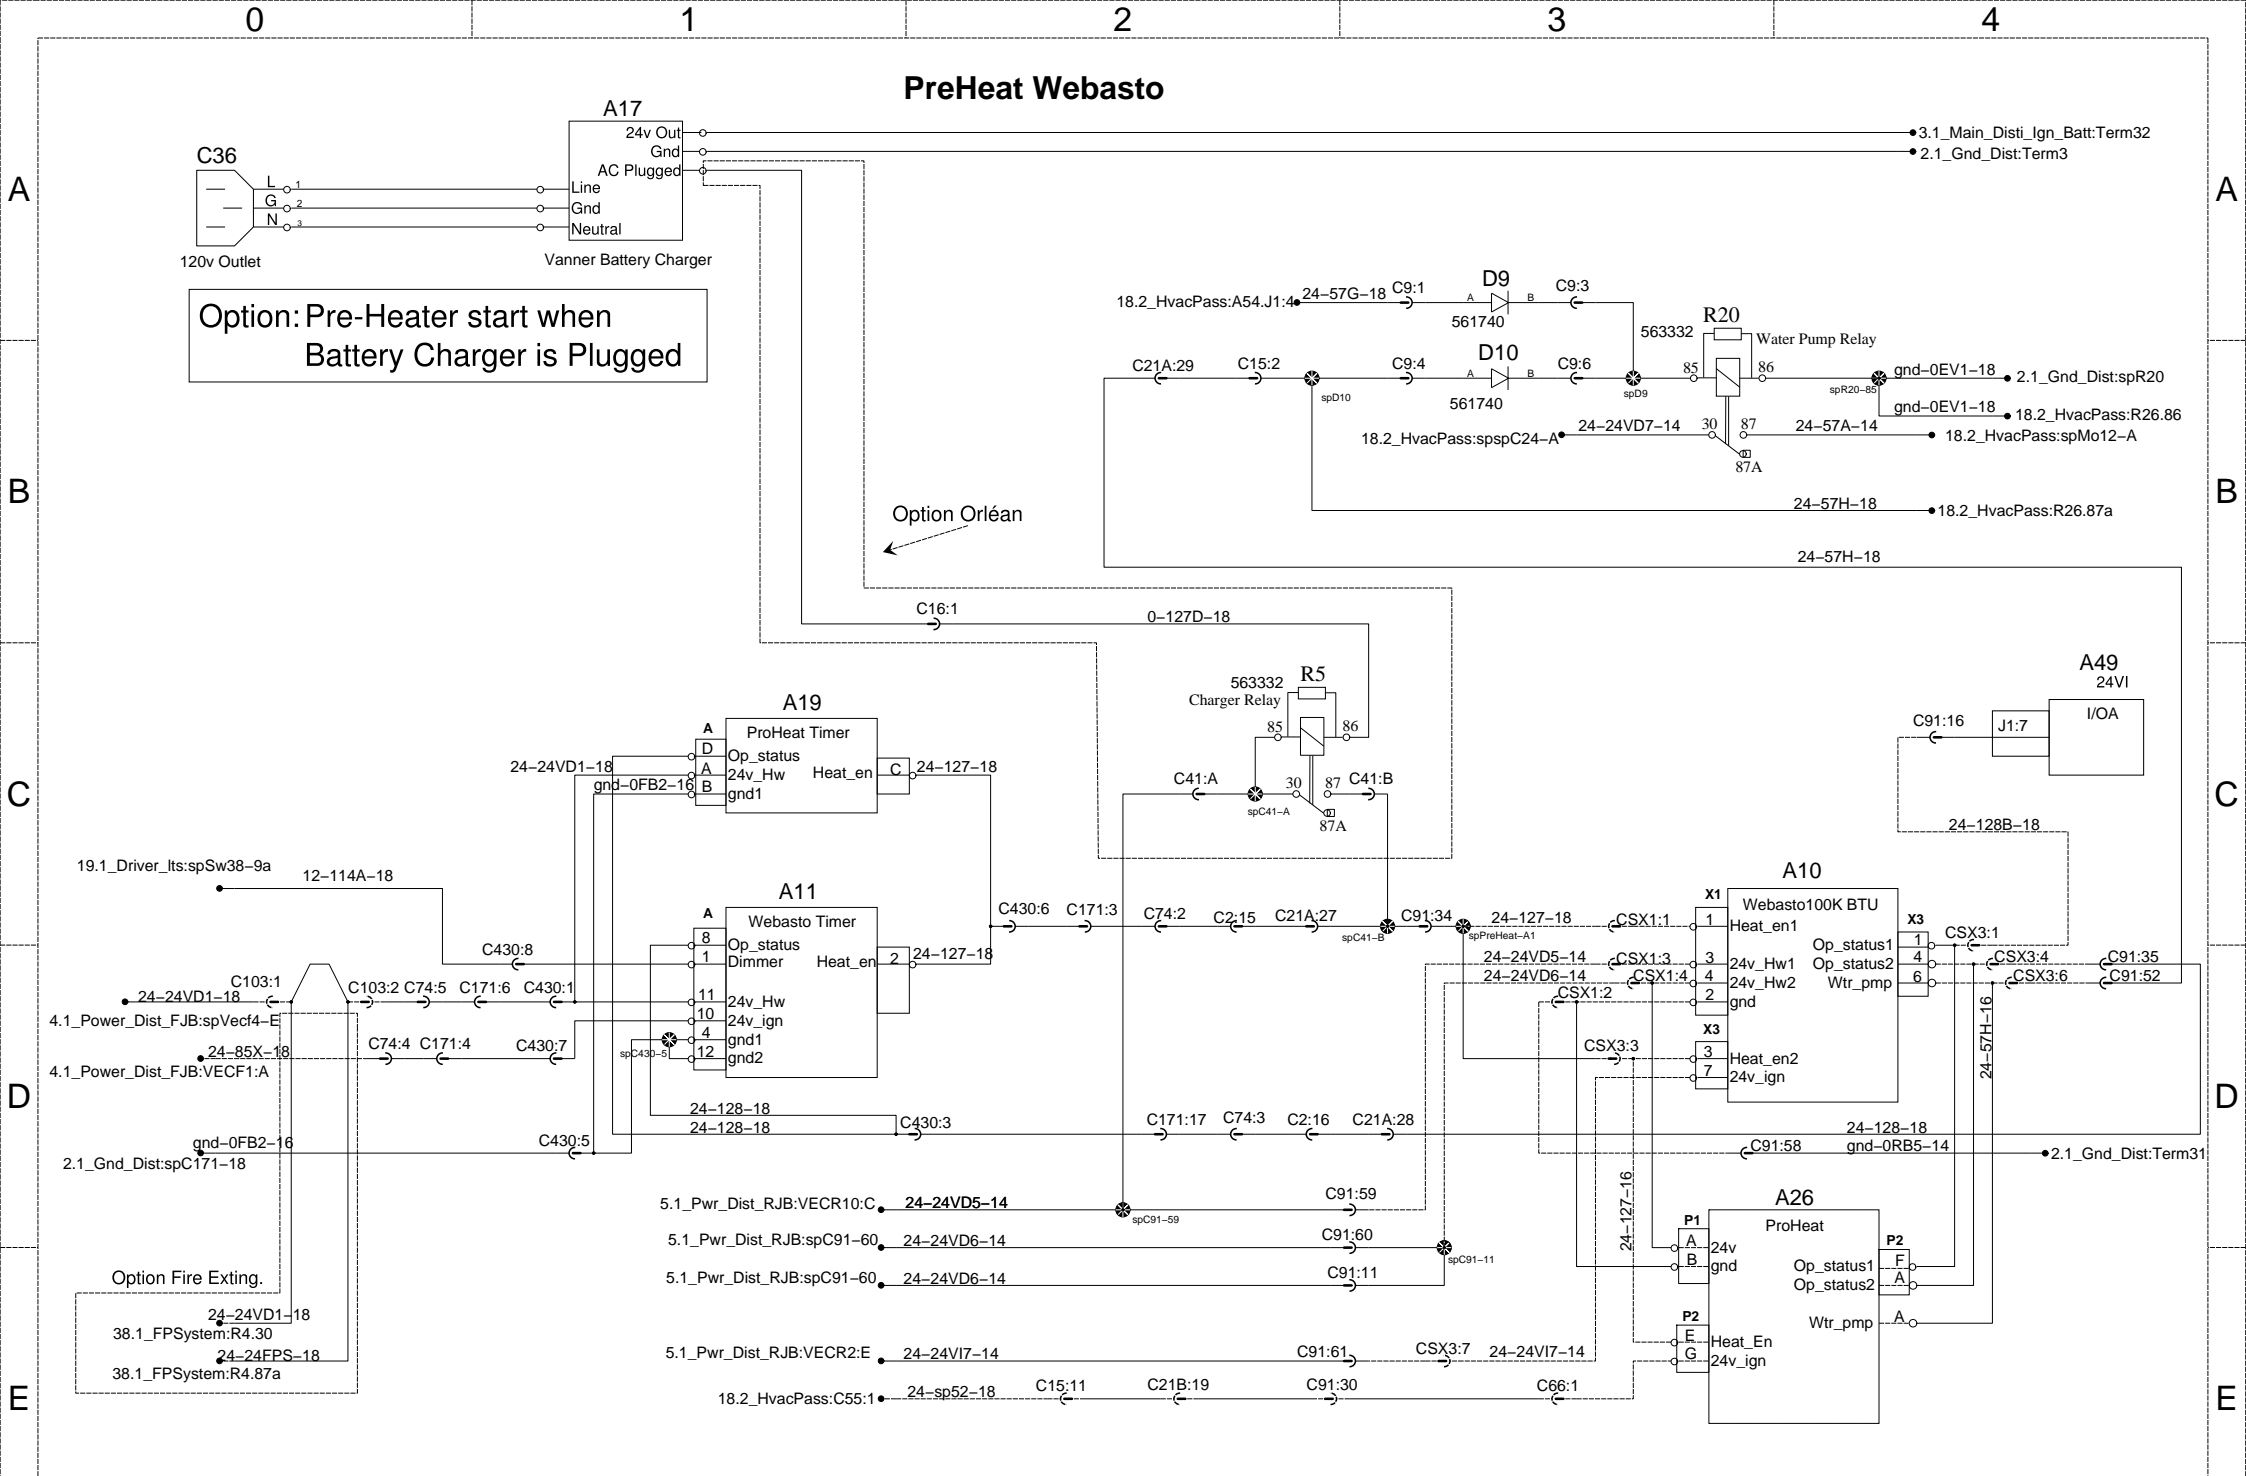 0 1 2 3 4
PreHeat Webasto
A17
24v Out
Gnd
AC Plugged
Line
Gnd
Neutral
Vanner Battery Charger
C36
L 1
G 2
N 3
120v Outlet
3.1_Main_Disti_Ign_Batt:Term32
2.1_Gnd_Dist:Term3
A A
Option: Pre-Heater start when
Battery Charger is Plugged
18.2_HvacPass:A54.J1:4 24-57G-18 C9:1 A D9 B C9:3
561740
R20
563332 Water Pump Relay
C21A:29 C15:2 spD10 C9:4 A D10 B C9:6 spD9 85 86 spR20-85
561740
gnd-0EV1-18 2.1_Gnd_Dist:spR20
gnd-0EV1-18 18.2_HvacPass:R26.86
18.2_HvacPass:spspC24-A 24-24VD7-14 30 87 24-57A-14 18.2_HvacPass:spMo12-A
87A
B B
24-57H-18 18.2_HvacPass:R26.87a
Option Orléan
24-57H-18
C16:1 0-127D-18
R5
563332
Charger Relay
85 86
C41:A spC41-A 30 87 C41:B
87A
A49
24VI
I/OA
J1:7
C91:16
24-128B-18
A19
ProHeat Timer
A
D Op_status
A 24v_Hw
B gnd1
Heat_en C
24-24VD1-18
gnd-0FB2-16
24-127-18
C C
19.1_Driver_lts:spSw38-9a
12-114A-18
A11
Webasto Timer
A
8 Op_status
1 Dimmer
11 24v_Hw
10 24v_ign
4 gnd1
12 gnd2
Heat_en 2
24-127-18
C430:8
C103:1 C103:2 C74:5 C171:6 C430:1
24-24VD1-18
4.1_Power_Dist_FJB:spVecf4-E
24-85X-18 C74:4 C171:4 C430:7
4.1_Power_Dist_FJB:VECF1:A
spC430-5
C430:6 C171:3 C74:2 C2:15 C21A:27 spC41-B C91:34 spPreHeat-A1 24-127-18 CSX1:1
24-24VD5-14 CSX1:3
24-24VD6-14 CSX1:4
CSX1:2
CSX3:3
A10
X1
Webasto100K BTU
1 Heat_en1
3 24v_Hw1
4 24v_Hw2
2 gnd
X3
3 Heat_en2
7 24v_ign
X3
Op_status1 1 CSX3:1
Op_status2 4 CSX3:4 C91:35
Wtr_pmp 6 CSX3:6 C91:52
24-57H-16
D D
24-128-18
24-128-18 C430:3 C171:17 C74:3 C2:16 C21A:28 24-128-18
gnd-0FB2-16 C430:5
2.1_Gnd_Dist:spC171-18
C91:58 gnd-0RB5-14 2.1_Gnd_Dist:Term31
5.1_Pwr_Dist_RJB:VECR10:C 24-24VD5-14 spC91-59 C91:59
5.1_Pwr_Dist_RJB:spC91-60 24-24VD6-14 C91:60 spC91-11
5.1_Pwr_Dist_RJB:spC91-60 24-24VD6-14 C91:11
24-127-16
A26
ProHeat
P1
A 24v
B gnd
P2
E Heat_En
G 24v_ign
P2
Op_status1 F
Op_status2 A
Wtr_pmp A
Option Fire Exting.
24-24VD1-18
38.1_FPSystem:R4.30
24-24FPS-18
38.1_FPSystem:R4.87a
5.1_Pwr_Dist_RJB:VECR2:E 24-24VI7-14 C91:61 CSX3:7 24-24VI7-14
18.2_HvacPass:C55:1 24-sp52-18 C15:11 C21B:19 C91:30 C66:1
E E